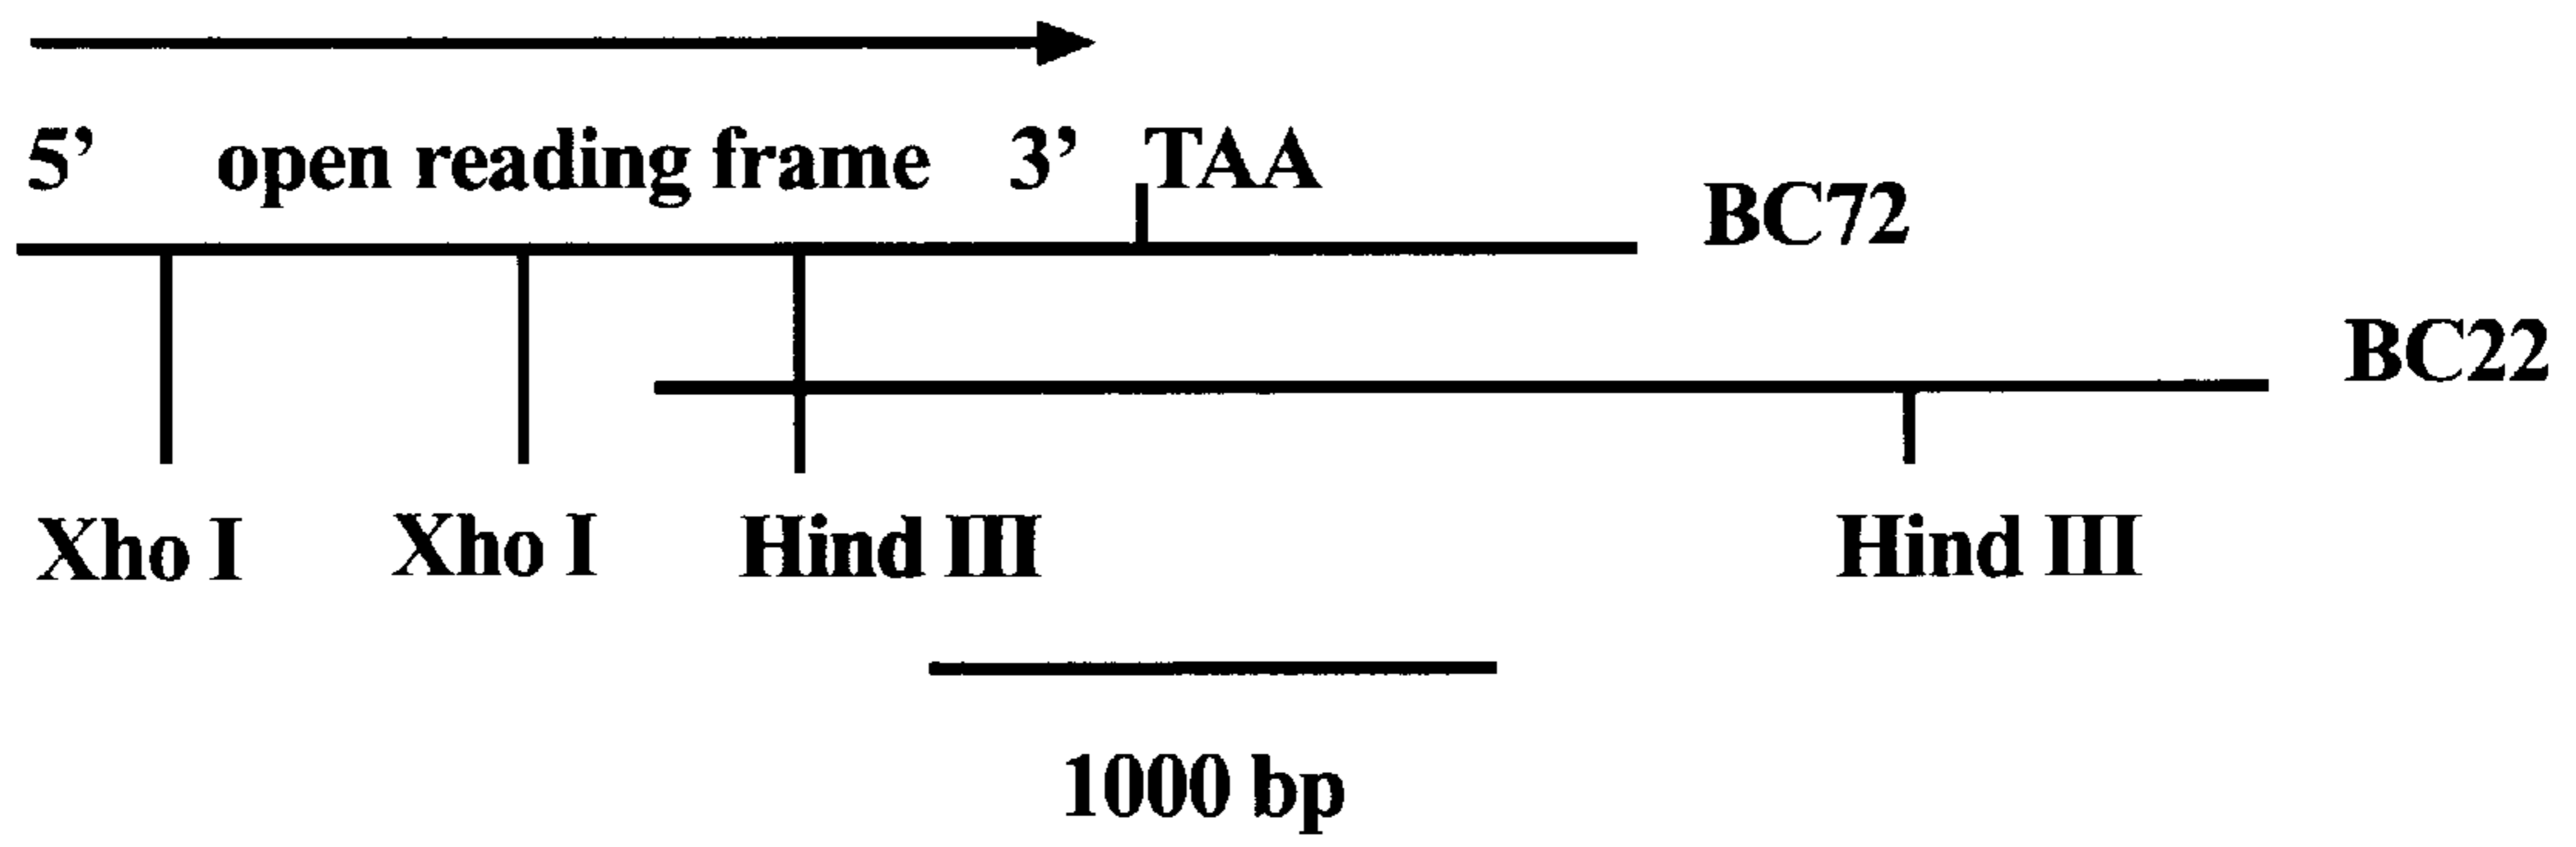 5’ open reading frame 3’ TAA
BC72
BC22
Xho I Xho I Hind III Hind III
1000 bp